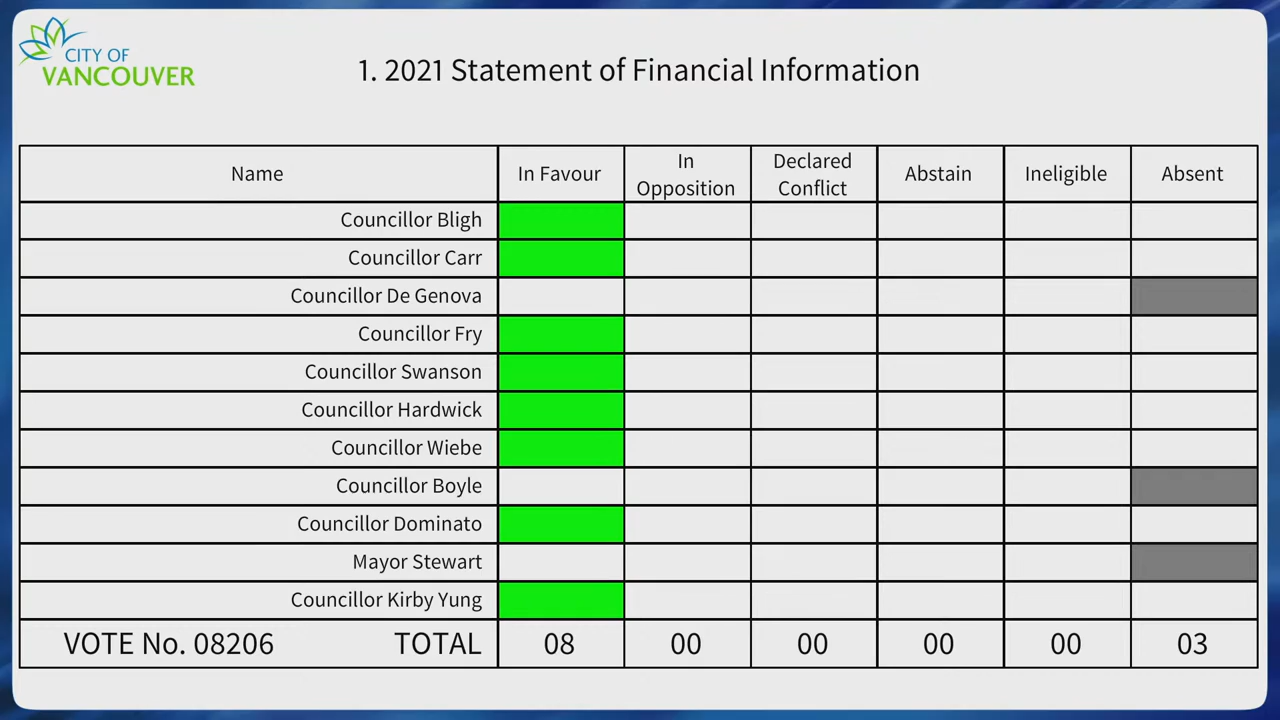 CITY OF
VANCOUVER
1. 2021 Statement of Financial Information
Name
In Favour
In
Opposition
Declared
Conflict
Abstain
Ineligible
Absent
Councillor Bligh
Councillor Carr
Councillor De Genova
Councillor Fry
Councillor Swanson
Councillor Hardwick
Councillor Wiebe
Councillor Boyle
Councillor Dominato
Mayor Stewart
Councillor Kirby Yung
VOTE No. 08206 TOTAL 08 00 00 00 00 03